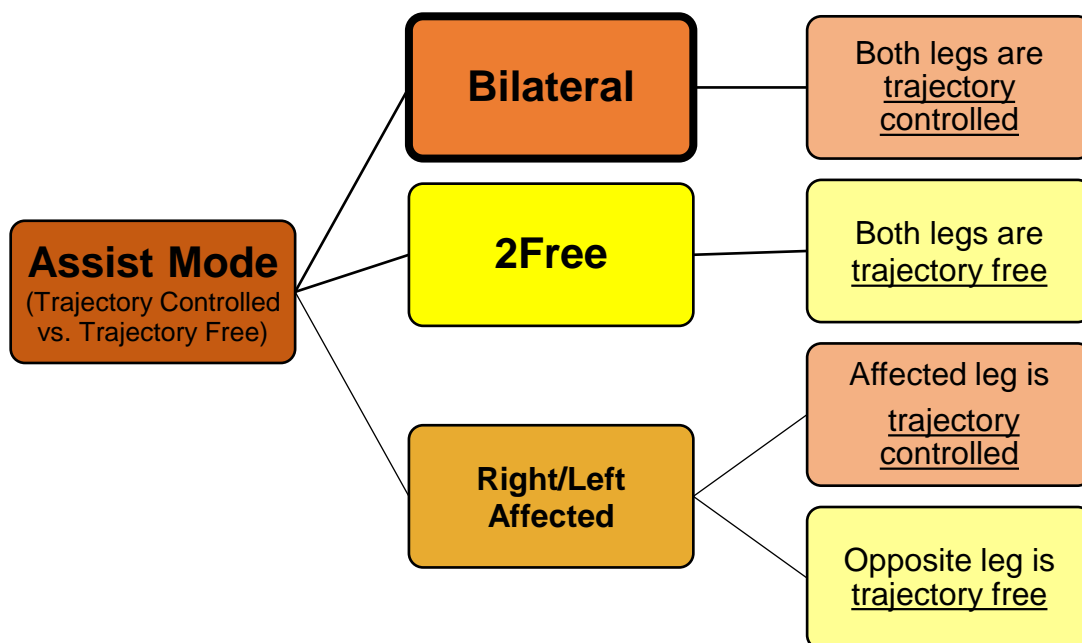 Assist Mode
(Trajectory Controlled
vs. Trajectory Free)
Bilateral
Both legs are
trajectory
controlled
2Free
Both legs are
trajectory free
Right/Left
Affected
Affected leg is
trajectory
controlled
Opposite leg is
trajectory free